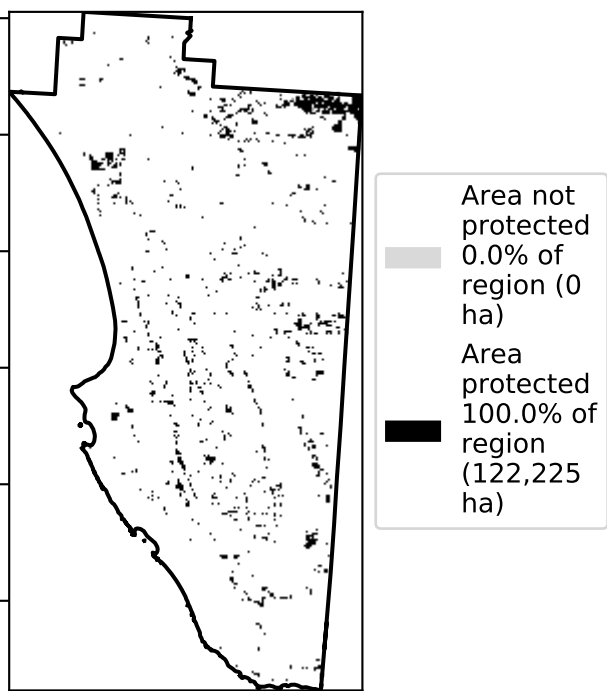 Area not
protected
0.0% of
region (0
ha)
Area
protected
100.0% of
region
(122,225
ha)